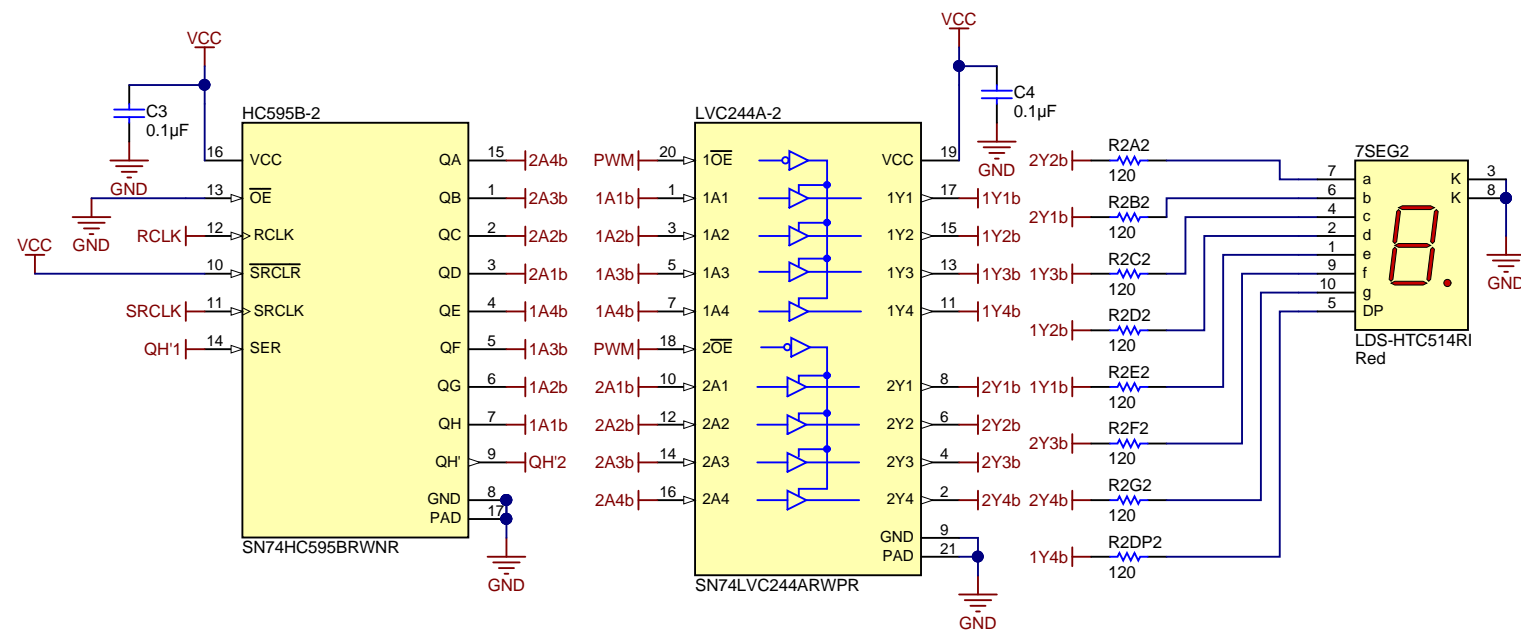 VCC
C3
0.1µF
GND
HC595B-2
16 VCC
13 OE
GND
RCLK 12 RCLK
VCC
10 SRCLR
SRCLK 11 SRCLK
QH'1 14 SER
QA 15 2A4b
QB 1 2A3b
QC 2 2A2b
QD 3 2A1b
QE 4 1A4b
QF 5 1A3b
QG 6 1A2b
QH 7 1A1b
QH' 9 QH'2
GND 8
PAD 17
GND
SN74HC595BRWNR
VCC
C4
0.1µF
GND
LVC244A-2
PWM 20 1OE
1A1b 1 1A1
1A2b 3 1A2
1A3b 5 1A3
1A4b 7 1A4
PWM 18 2OE
2A1b 10 2A1
2A2b 12 2A2
2A3b 14 2A3
2A4b 16 2A4
VCC 19
1Y1 17 1Y1b
1Y2 15 1Y2b
1Y3 13 1Y3b
1Y4 11 1Y4b
2Y1 8 2Y1b
2Y2 6 2Y2b
2Y3 4 2Y3b
2Y4 2 2Y4b
GND 9
PAD 21
GND
SN74LVC244ARWPR
R2A2
2Y2b
120
R2B2
2Y1b
120
R2C2
1Y3b
120
R2D2
1Y2b
120
R2E2
1Y1b
120
R2F2
2Y3b
120
R2G2
2Y4b
120
R2DP2
1Y4b
120
7SEG2
7 a
6 b
4 c
2 d
1 e
9 f
10 g
5 DP
K 3
K 8
GND
LDS-HTC514RI
Red